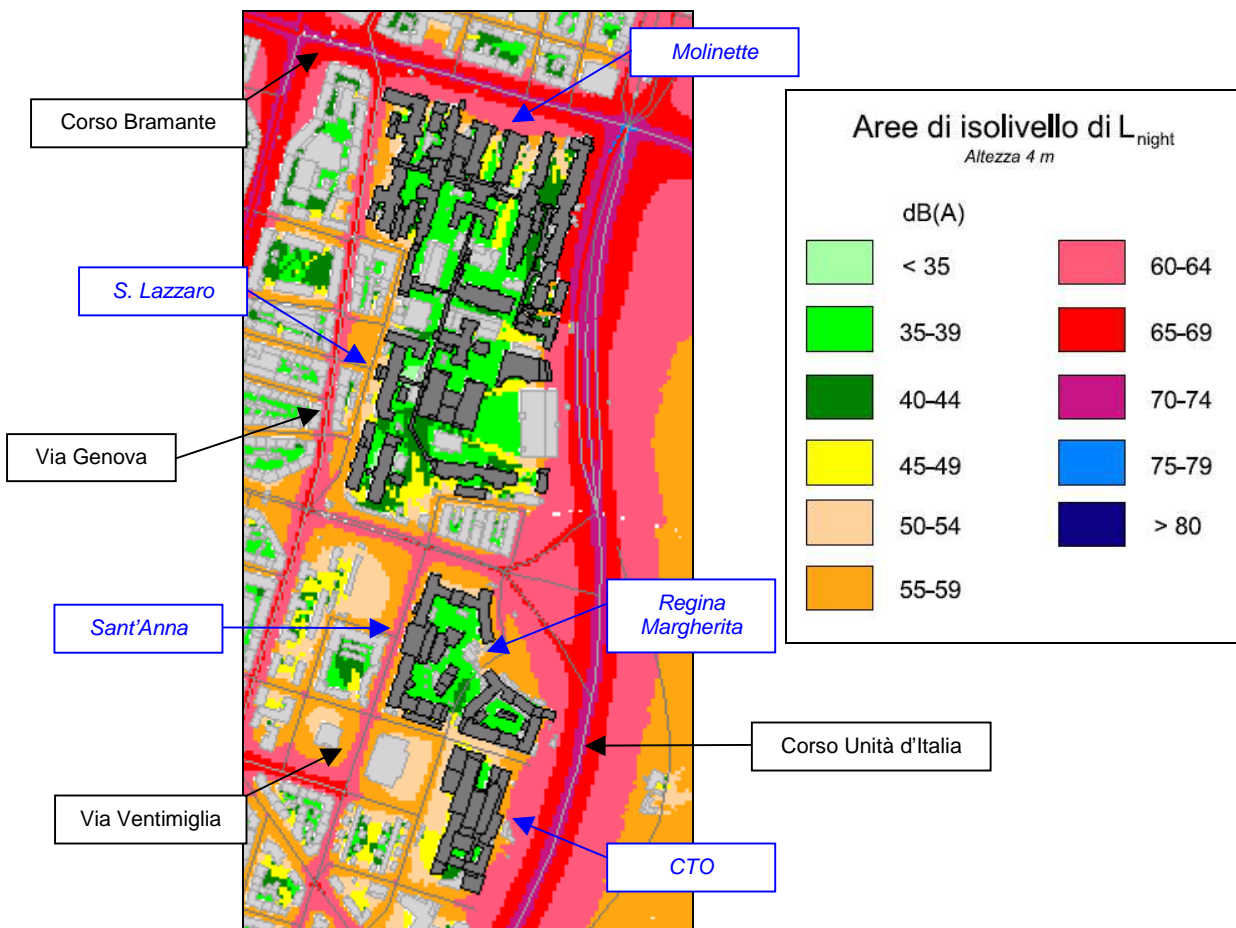 Molinette
Corso Bramante
S. Lazzaro
Via Genova
Sant'Anna
Regina
Margherita
Corso Unità d'Italia
Via Ventimiglia
CTO
Aree di isolivello di Lnight
Altezza 4 m
dB(A)
< 35
35-39
40-44
45-49
50-54
55-59
60-64
65-69
70-74
75-79
> 80